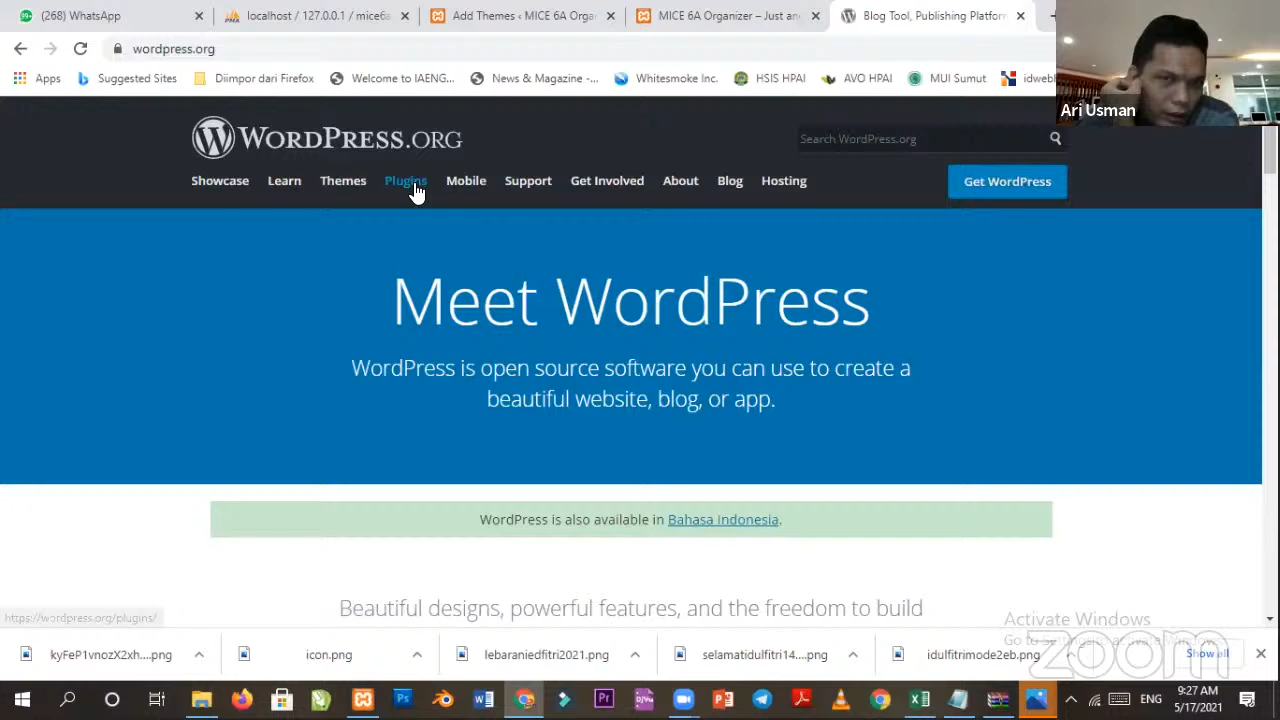 (268) WhatsApp
localhost / 127.0.0.1 / mice6a
Add Themes ‹ MICE 6A Orga
MICE 6A Organizer – Just an
Blog Tool, Publishing Platform
wordpress.org
Apps
Suggested Sites
Diimpor dari Firefox
Welcome to IAENG...
News & Magazine -...
Whitesmoke Inc.
HSIS HPAI
AVO HPAI
MUI Sumut
idwebh
Ari Usman
WORDPRESS.ORG
Search WordPress.org
Showcase
Learn
Themes
Plugins
Mobile
Support
Get Involved
About
Blog
Hosting
Get WordPress
Meet WordPress
WordPress is open source software you can use to create a
beautiful website, blog, or app.
WordPress is also available in Bahasa Indonesia.
Beautiful designs, powerful features, and the freedom to build
https://wordpress.org/plugins/
Activate Windows
zoom
kyFeP1vnozX2xh....png
icon.png
lebaraniedfitri2021.png
selamatidulfitri14....png
idulfitrimode2eb.png
Show all
ENG
9:27 AM
5/17/2021